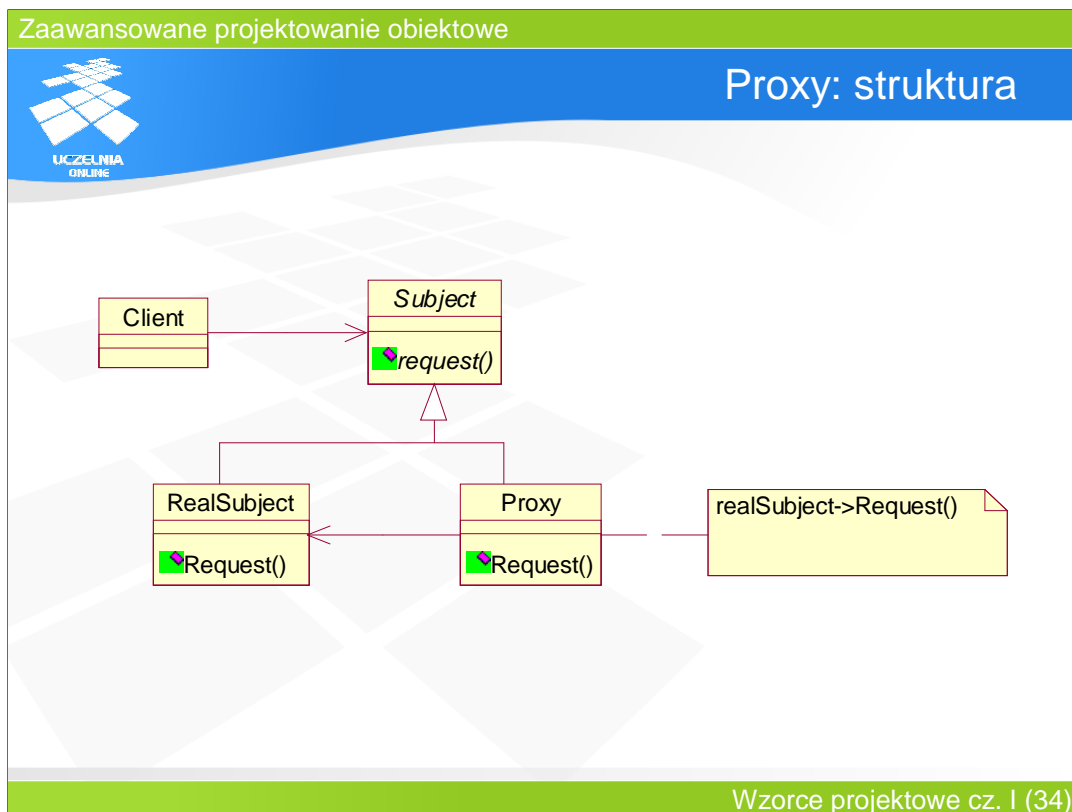 Zaawansowane projektowanie obiektowe
Proxy: struktura
UCZELNIA
ONLINE
Client
Subject
request()
RealSubject
Request()
Proxy
Request()
realSubject->Request()
Wzorce projektowe cz. I (34)